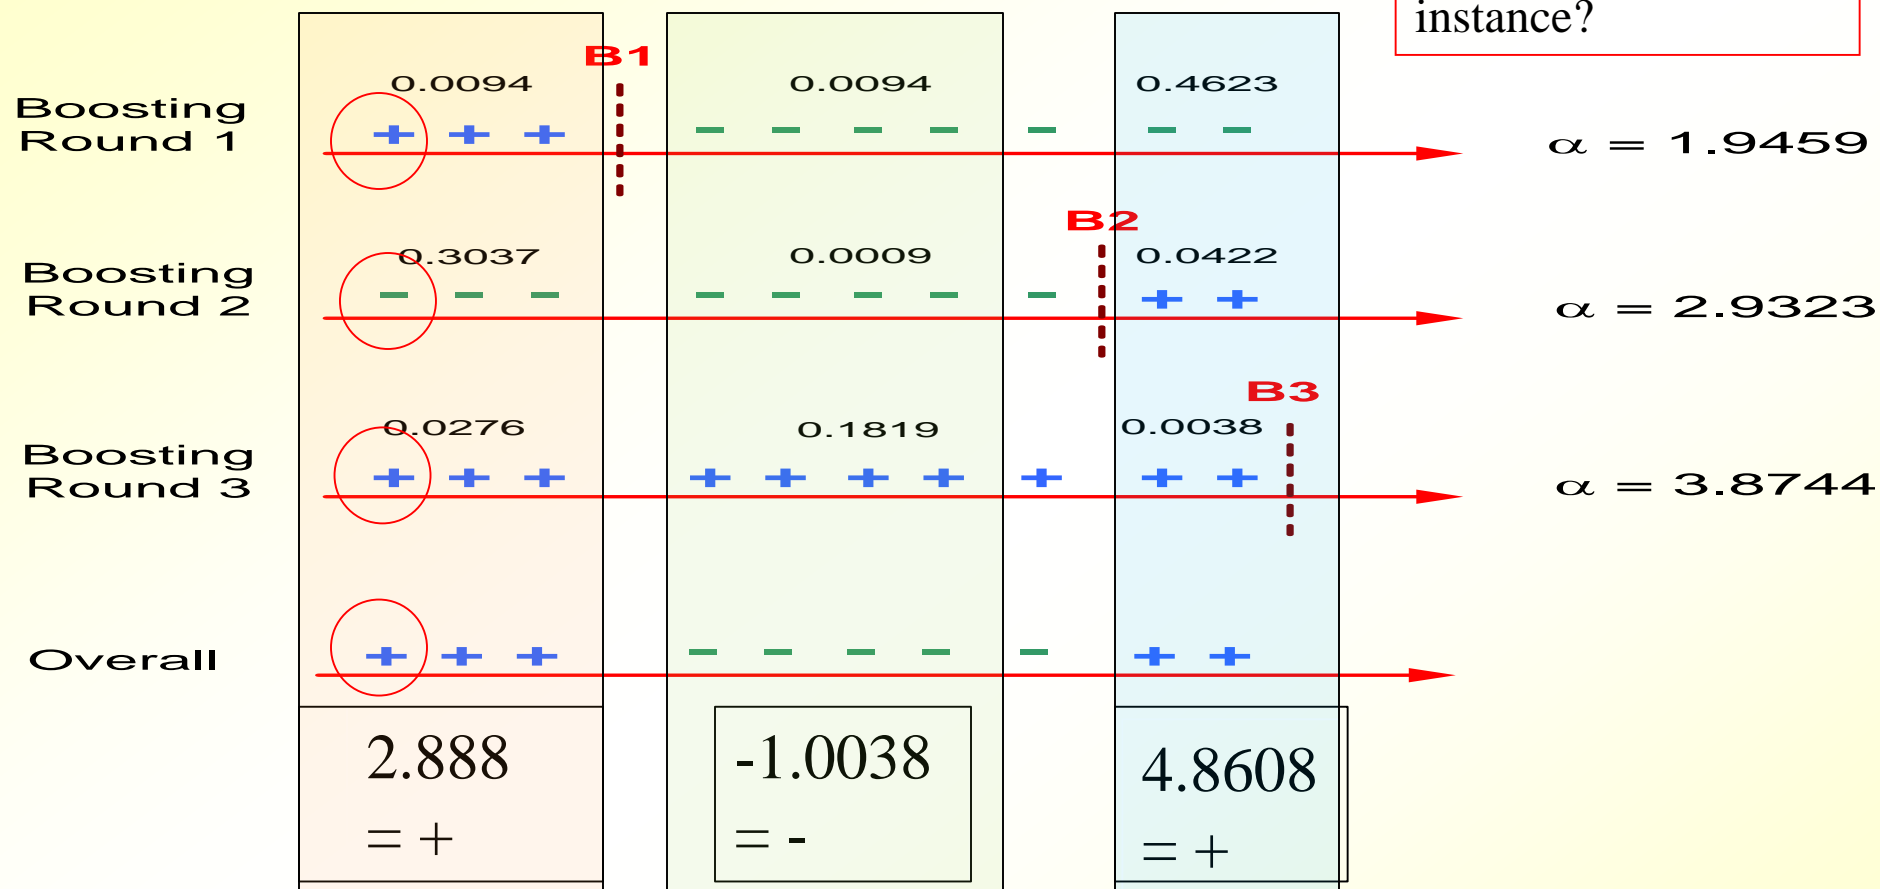 instance?
B1
0.0094 0.0094 0.4623
Boosting
Round 1
+ + + - - - - - - -
α = 1.9459
B2
0.3037 0.0009 0.0422
Boosting
Round 2
- - - - - - - - + +
α = 2.9323
B3
0.0276 0.1819 0.0038
Boosting
Round 3
+ + + + + + + + + +
α = 3.8744
Overall
+ + + - - - - - + +
2.888
= +
-1.0038
= -
4.8608
= +